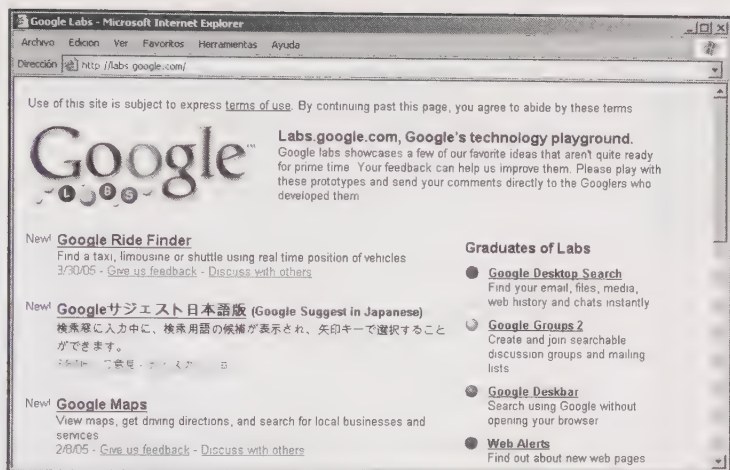 Google Labs - Microsoft Internet Explorer
Archivo Edición Ver Favoritos Herramientas Ayuda
Dirección http://labs.google.com/
Use of this site is subject to express terms of use. By continuing past this page, you agree to abide by these terms
Google™
LABS
Labs.google.com, Google's technology playground.
Google labs showcases a few of our favorite ideas that aren't quite ready
for prime time. Your feedback can help us improve them. Please play with
these prototypes and send your comments directly to the Googlers who
developed them
New! Google Ride Finder
Find a taxi, limousine or shuttle using real time position of vehicles
3/30/05 - Give us feedback - Discuss with others
New! Googleサジェスト日本語版 (Google Suggest in Japanese)
検索窓に入力中に、検索用語の候補が表示され、矢印キーで選択すること
ができます。
New! Google Maps
View maps, get driving directions, and search for local businesses and
services
2/8/05 - Give us feedback - Discuss with others
Graduates of Labs
Google Desktop Search
Find your email, files, media,
web history and chats instantly
Google Groups 2
Create and join searchable
discussion groups and mailing
lists
Google Deskbar
Search using Google without
opening your browser
Web Alerts
Find out about new web pages